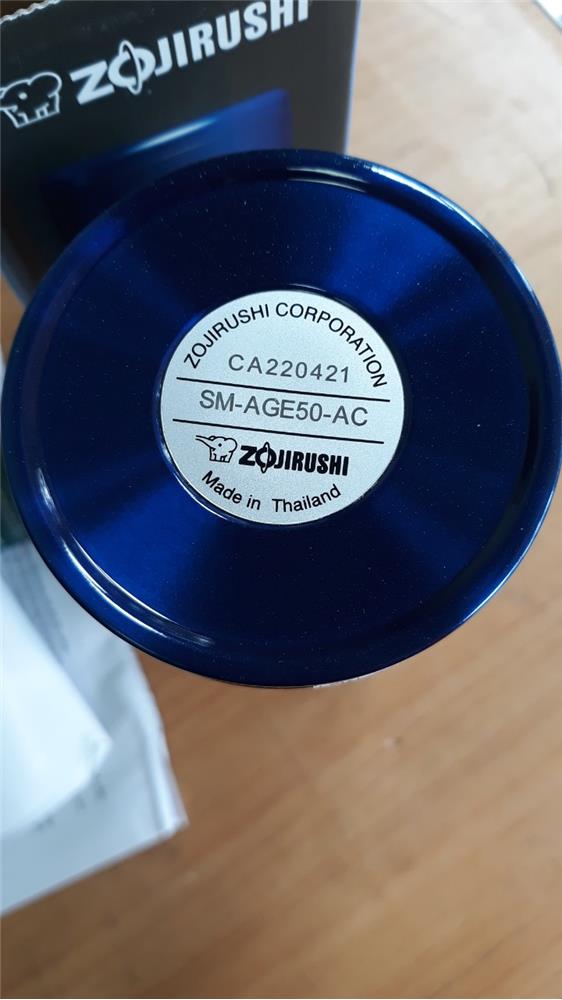 ZOJIRUSHI
ZOJIRUSHI CORPORATION
CA220421
SM-AGE50-AC
ZOJIRUSHI
Made in Thailand